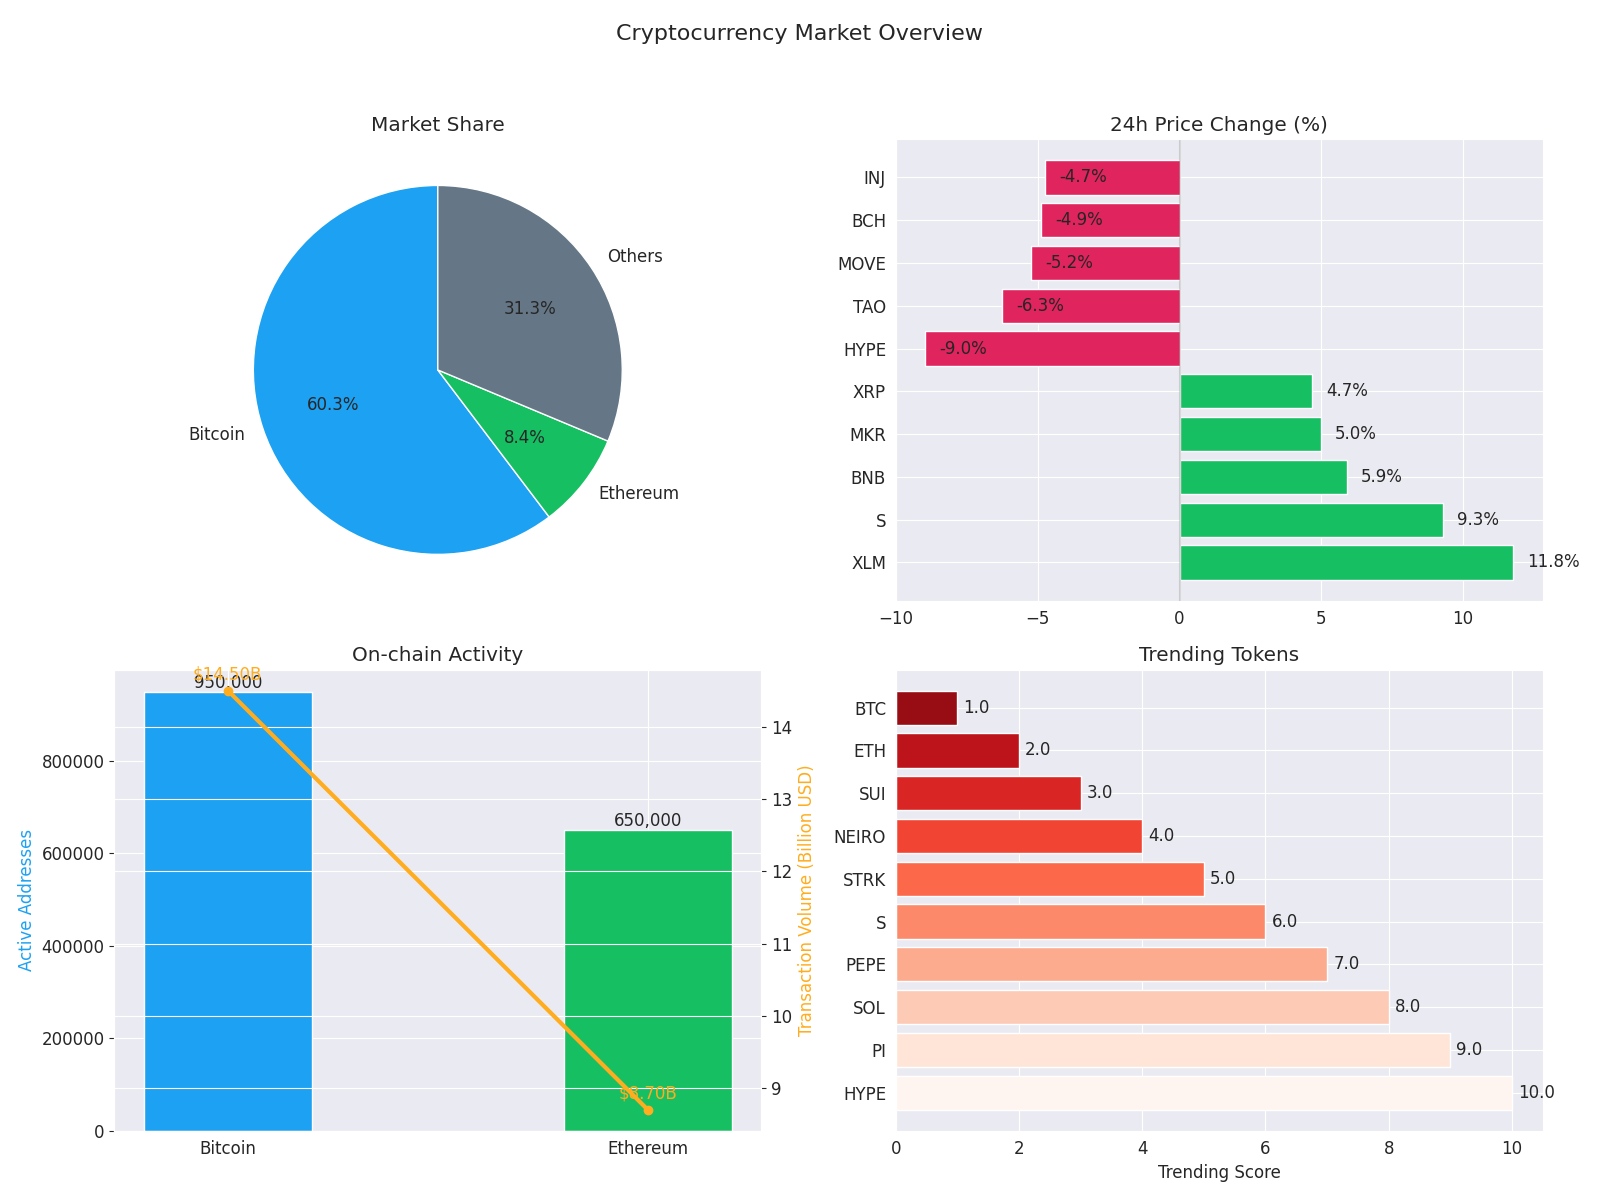 Cryptocurrency Market Overview
Market Share
Others
31.3%
60.3%
Bitcoin
8.4%
Ethereum
24h Price Change (%)
INJ -4.7%
BCH -4.9%
MOVE -5.2%
TAO -6.3%
HYPE -9.0%
XRP 4.7%
MKR 5.0%
BNB 5.9%
S 9.3%
XLM 11.8%
−10 −5 0 5 10
On-chain Activity
$14.50B
950,000
650,000
$8.70B
Active Addresses
800000
600000
400000
200000
0
Bitcoin Ethereum
14
13
12
11
10
9
Transaction Volume (Billion USD)
Trending Tokens
BTC 1.0
ETH 2.0
SUI 3.0
NEIRO 4.0
STRK 5.0
S 6.0
PEPE 7.0
SOL 8.0
PI 9.0
HYPE 10.0
0 2 4 6 8 10
Trending Score